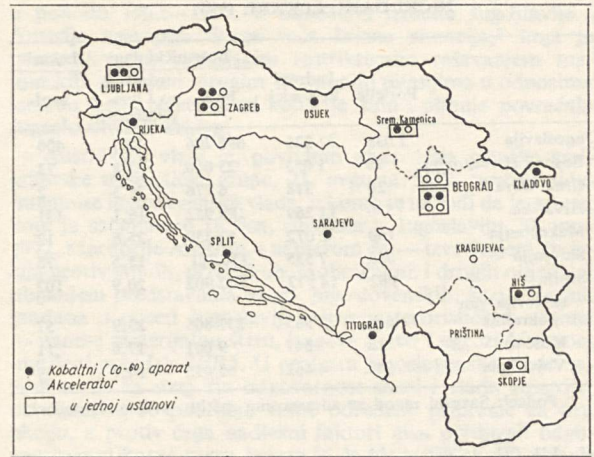 LJUBLJANA
ZAGREB
RIJEKA
OSIJEK
Srem. Kamenica
BEOGRAD
KLADOVO
SARAJEVO
SPLIT
KRAGUJEVAC
NIŠ
TITOGRAD
PRIŠTINA
SKOPJE
Kobaltni (Co-60) aparat
Akcelerator
u jednoj ustanovi